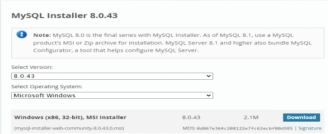 MySQL Installer 8.0.43
Note: MySQL 8.0 is the final series with MySQL Installer. As of MySQL 8.1, use a MySQL
product's MSI or Zip archive for installation. MySQL Server 8.1 and higher also bundle MySQL
Configurator, a tool that helps configure MySQL Server.
Select Version:
8.0.43
Select Operating System:
Microsoft Windows
Windows (x86, 32-bit), MSI Installer
8.0.43
2.1M
Download
(mysql-installer-web-community-8.0.43.0.msi)
MD5:
| Signature